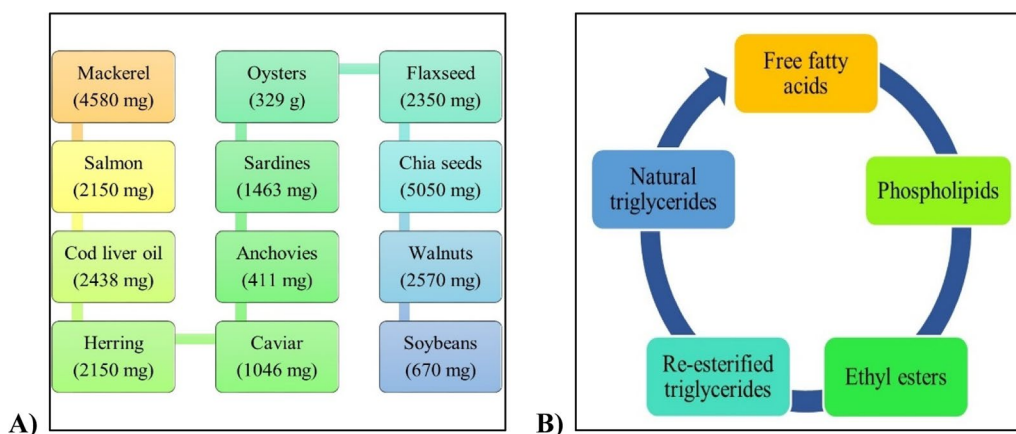 Mackerel
(4580 mg)
Salmon
(2150 mg)
Cod liver oil
(2438 mg)
Herring
(2150 mg)
Oysters
(329 g)
Sardines
(1463 mg)
Anchovies
(411 mg)
Caviar
(1046 mg)
Flaxseed
(2350 mg)
Chia seeds
(5050 mg)
Walnuts
(2570 mg)
Soybeans
(670 mg)
A)
Free fatty
acids
Phospholipids
Ethyl esters
Re-esterified
triglycerides
Natural
triglycerides
B)